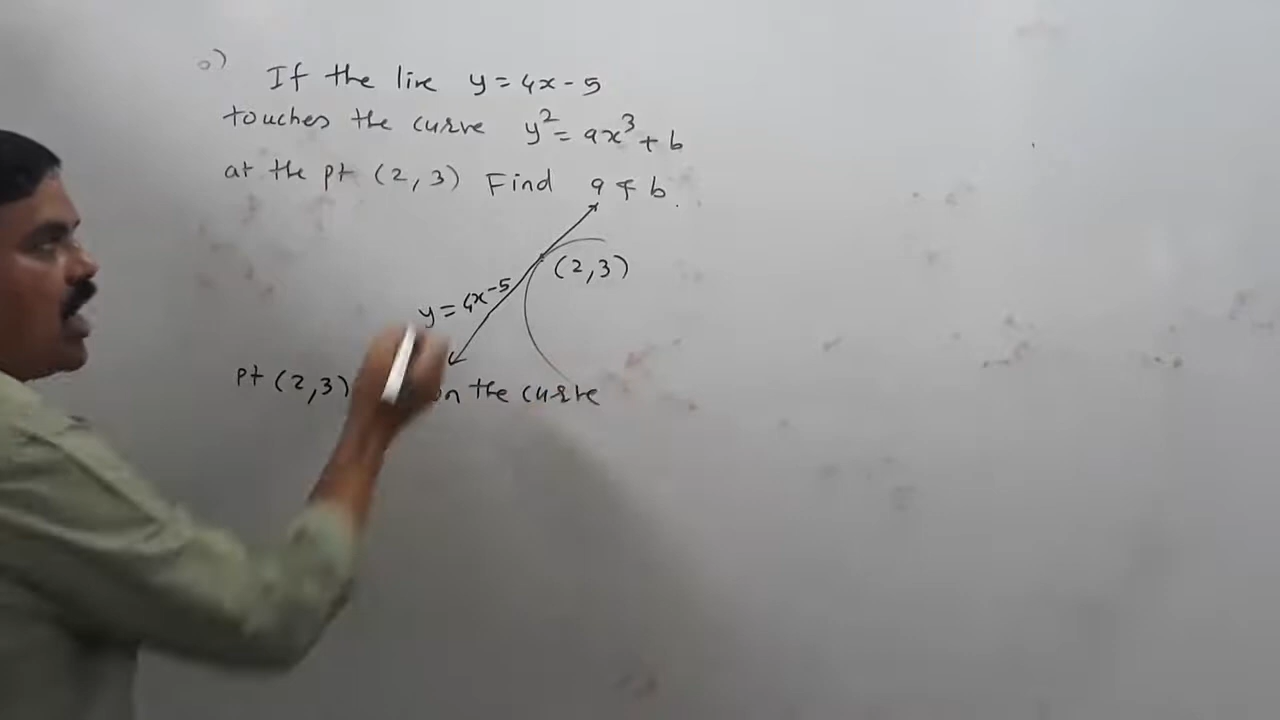 o) If the line y = 4x - 5
touches the curve y² = ax³ + b
at the pt (2, 3) Find a & b.
(2, 3)
y = 4x - 5
pt (2, 3) on the curve